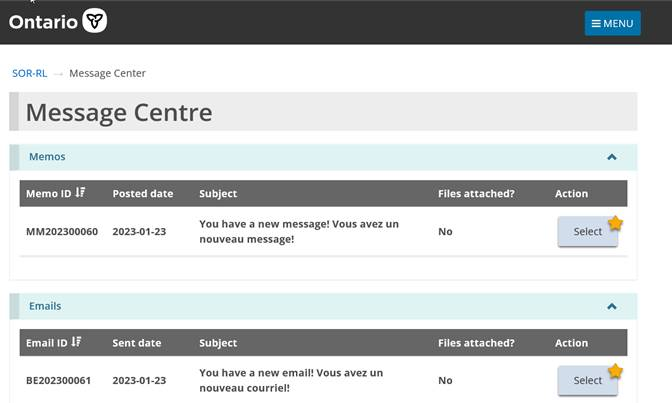 Ontario
MENU
SOR-RL → Message Center
Message Centre
Memos
Memo ID Posted date Subject Files attached? Action
MM202300060 2023-01-23 You have a new message! Vous avez un
nouveau message! No Select
Emails
Email ID Sent date Subject Files attached? Action
BE202300061 2023-01-23 You have a new email! Vous avez un
nouveau courriel! No Select